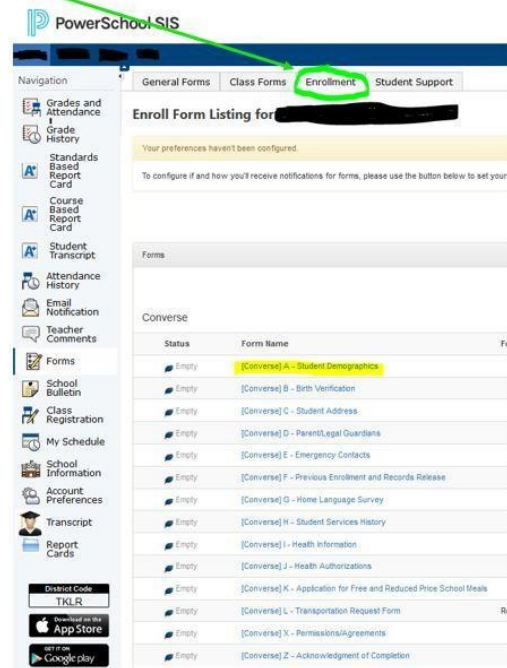 PowerSchool SIS
Navigation
General Forms Class Forms Enrollment Student Support
Grades and
Attendance
Grade
History
Standards
Based
Report
Card
Course
Based
Report
Card
Student
Transcript
Attendance
History
Email
Notification
Teacher
Comments
Forms
School
Bulletin
Class
Registration
My Schedule
School
Information
Account
Preferences
Transcript
Report
Cards
District Code
TKLR
Download on the
App Store
GET IT ON
Google play
Enroll Form Listing for
Your preferences haven't been configured.
To configure if and how you'll receive notifications for forms, please use the button below to set your
Forms
Converse
Status Form Name Fo
Empty [Converse] A - Student Demographics
Empty [Converse] B - Birth Verification
Empty [Converse] C - Student Address
Empty [Converse] D - Parent/Legal Guardians
Empty [Converse] E - Emergency Contacts
Empty [Converse] F - Previous Enrollment and Records Release
Empty [Converse] G - Home Language Survey
Empty [Converse] H - Student Services History
Empty [Converse] I - Health Information
Empty [Converse] J - Health Authorizations
Empty [Converse] K - Application for Free and Reduced Price School Meals
Empty [Converse] L - Transportation Request Form R
Empty [Converse] X - Permissions/Agreements
Empty [Converse] Z - Acknowledgment of Completion